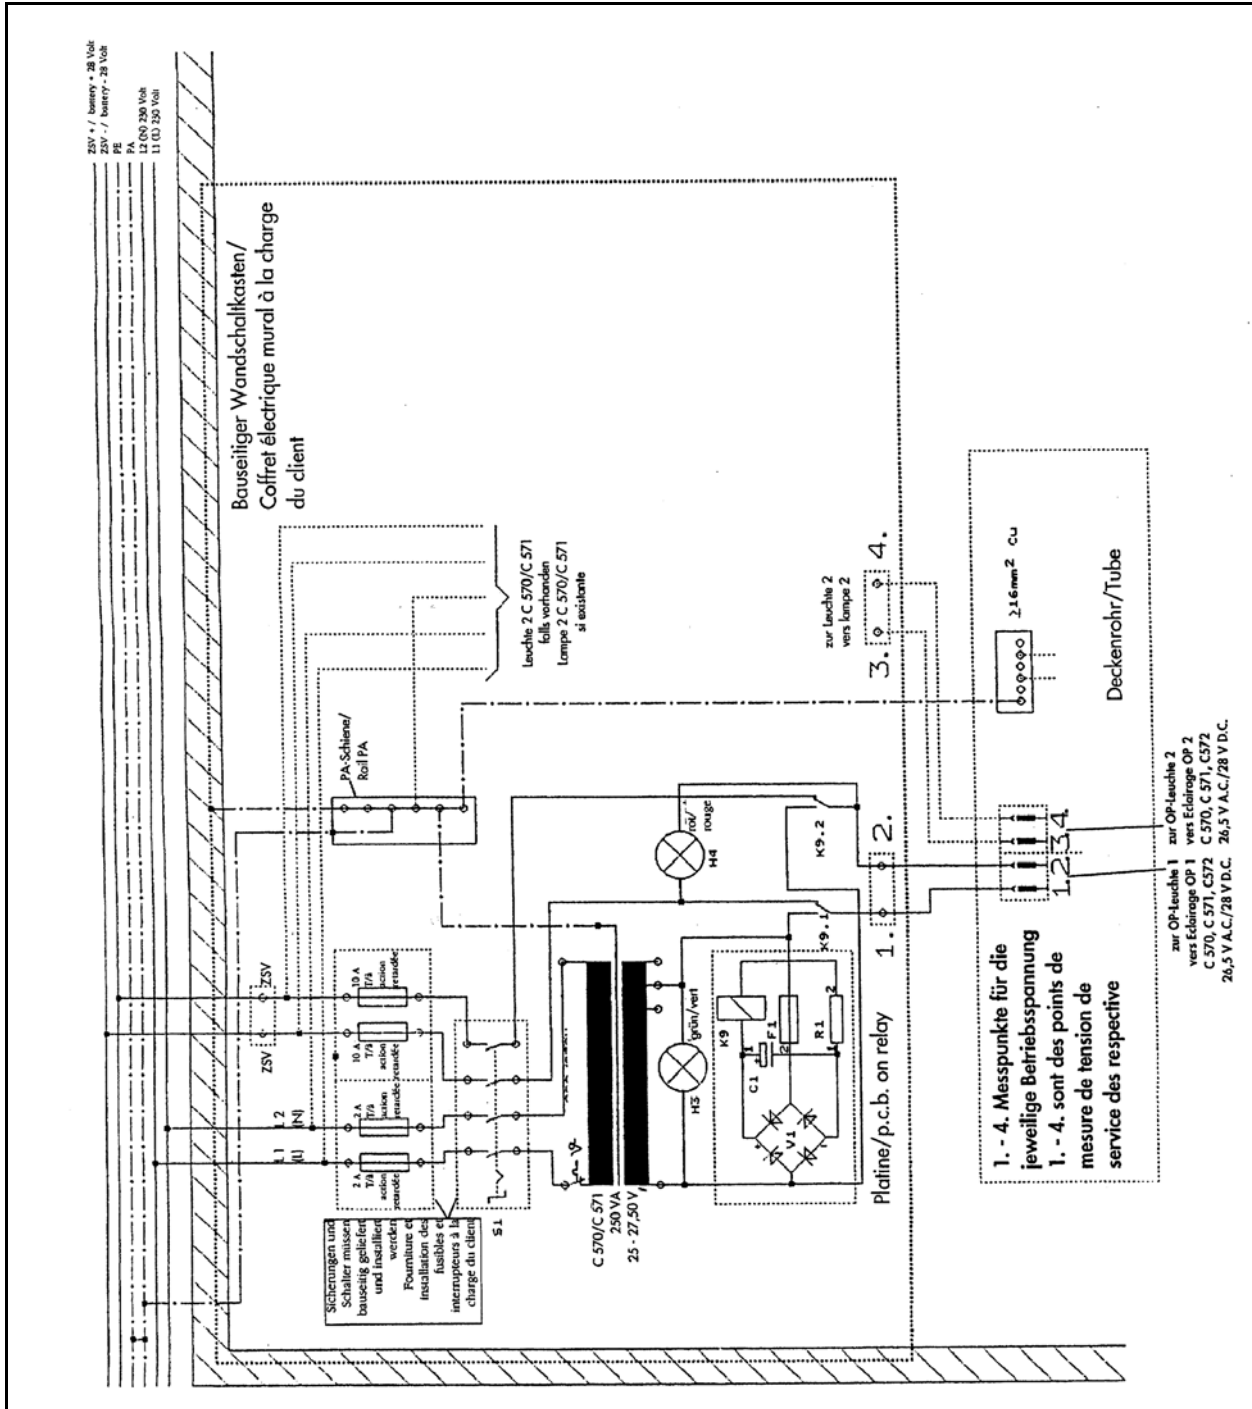 ZSV + / battery + 28 Volt
ZSV - / battery - 28 Volt
PE
PA
L2 (N) 230 Volt
L1 (L) 230 Volt
Bauseitiger Wandschaltkasten/
Coffret électrique mural à la charge
du client
Leuchte 2 C 570/C 571
falls vorhanden
Lampe 2 C 570/C 571
si existante
PA-Schiene/
Rail PA
ZSV
ZSV
L2
(N)
L1
(L)
10 A
T/à
action
retardée
10 A
T/à
action
retardée
2 A
T/à
action
retardée
2 A
T/à
action
retardée
Sicherungen und
Schalter müssen
bauseitig geliefert
und installiert
werden
Fourniture et
installation des
fusibles et
interrupteurs à la
charge du client
S1
C 570/C 571
250 VA
25 - 27,50 V
H4
rouge
H3
grün/vert
K9
C1
1
+
2
F1
R1
1
2
V1
+
-
K9.1
K9.2
Platine/p.c.b. on relay
1.
2.
3.
4.
zur Leuchte 2
vers lampe 2
≥16mm² Cu
Deckenrohr/Tube
1.
2.
3.
4.
zur OP-Leuchte 1
vers Eclairage OP 1
C 570, C 571, C572
26,5 V A.C./28 V D.C.
zur OP-Leuchte 2
vers Eclairage OP 2
C 570, C 571, C572
26,5 V A.C./28 V D.C.
1. - 4. Messpunkte für die
jeweilige Betriebsspannung
1. - 4. sont des points de
mesure de tension de
service des respective